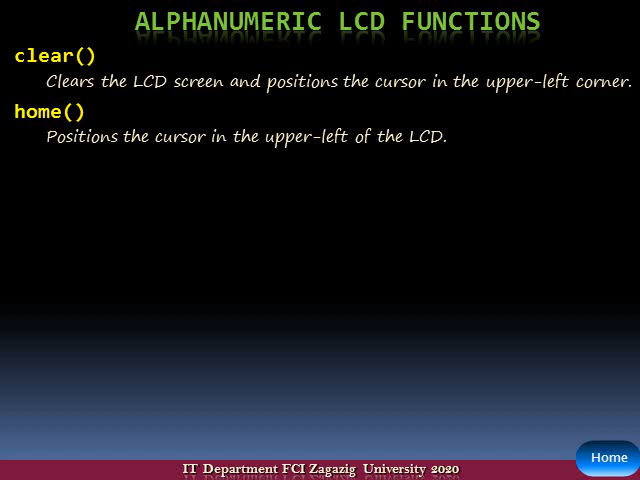 ALPHANUMERIC LCD FUNCTIONS
clear()
Clears the LCD screen and positions the cursor in the upper-left corner.
home()
Positions the cursor in the upper-left of the LCD.
Home
IT Department FCI Zagazig University 2020